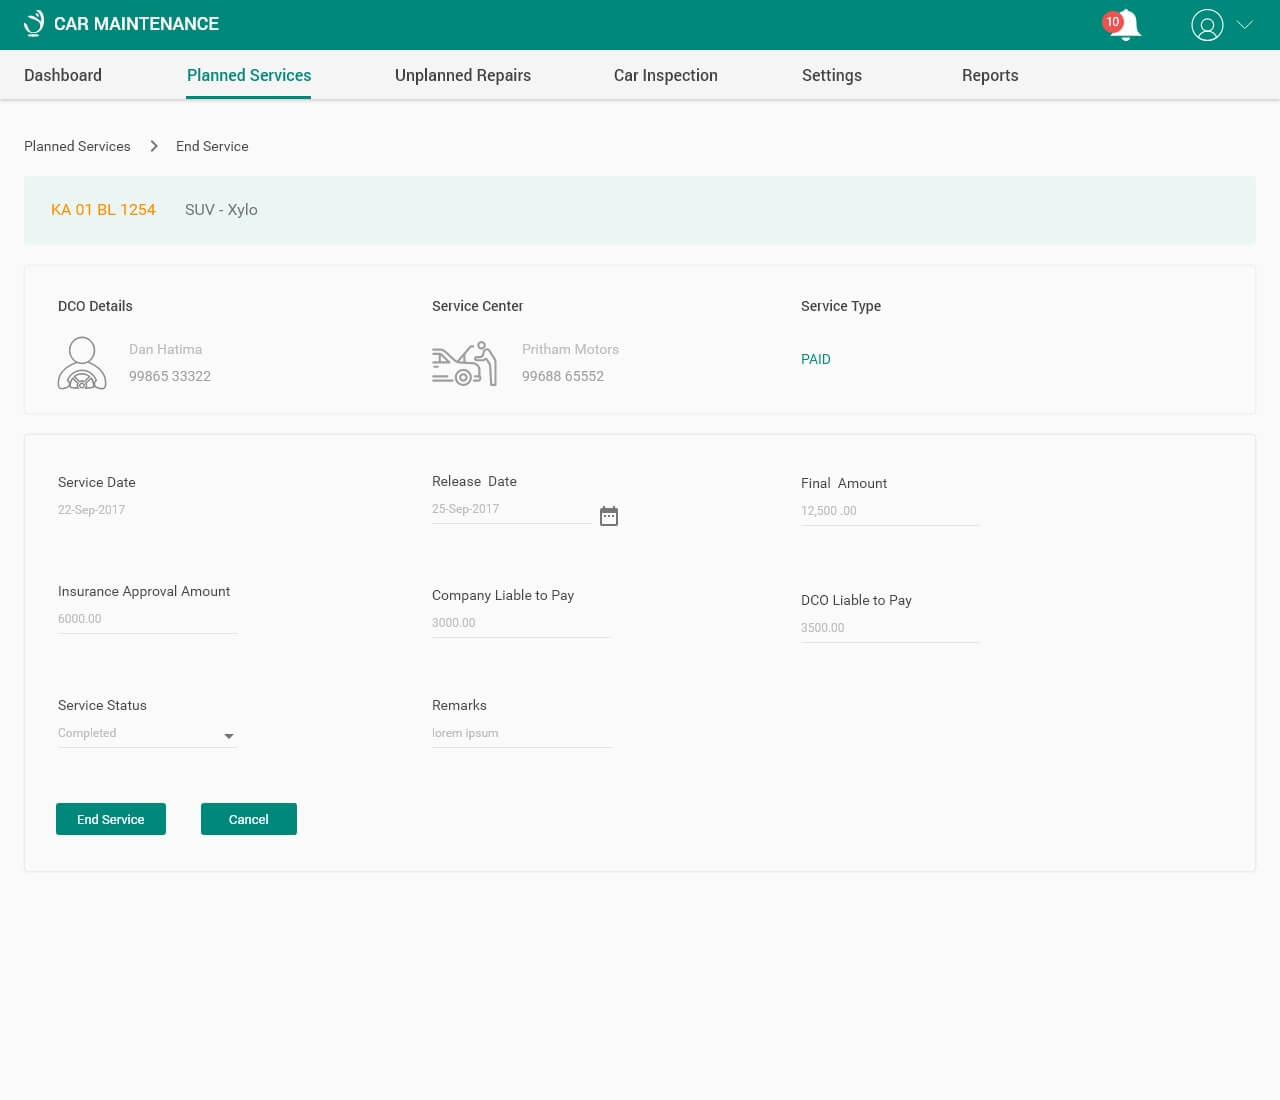 CAR MAINTENANCE
10
Dashboard Planned Services Unplanned Repairs Car Inspection Settings Reports
Planned Services End Service
KA 01 BL 1254 SUV - Xylo
DCO Details Service Center Service Type
Dan Hatima Pritham Motors
PAID
99865 33322 99688 65552
Service Date Release Date Final Amount
22-Sep-2017 25-Sep-2017 12,500 .00
Insurance Approval Amount Company Liable to Pay DCO Liable to Pay
6000.00 3000.00 3500.00
Service Status Remarks
Completed lorem ipsum
End Service Cancel